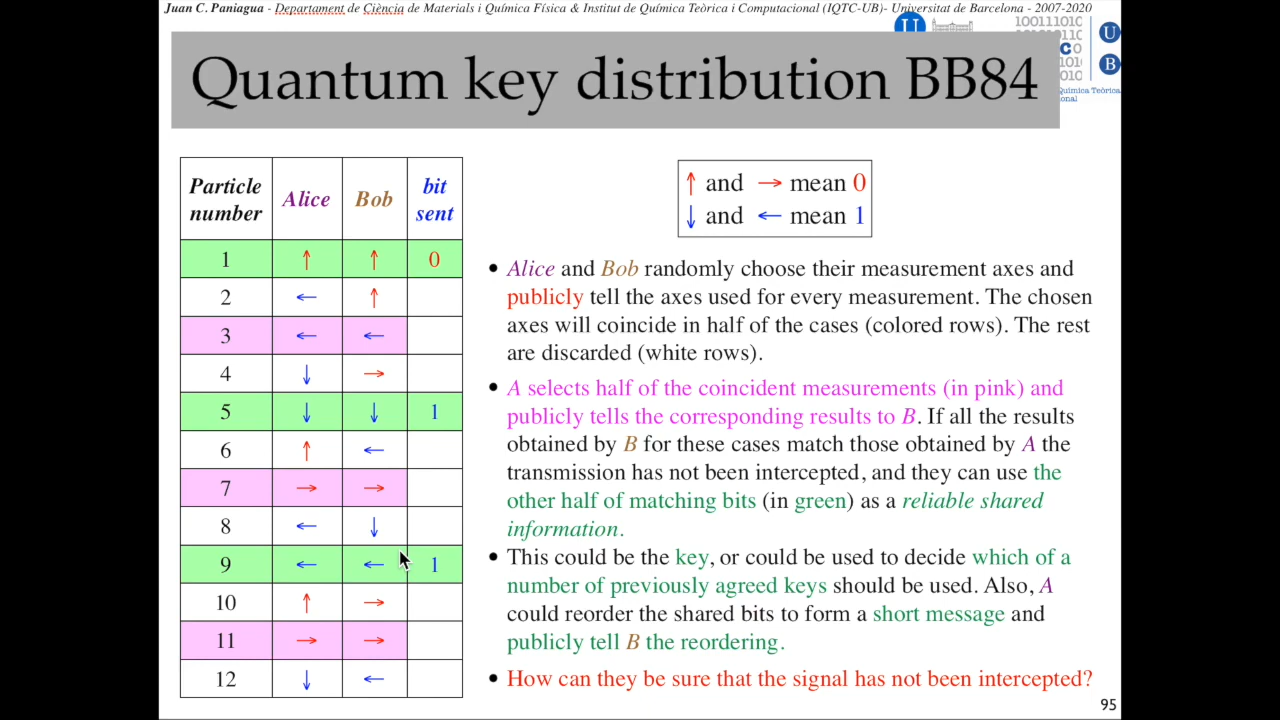 Juan C. Paniagua - Departament de Ciència de Materials i Química Física & Institut de Química Teòrica i Computacional (IQTC-UB)- Universitat de Barcelona - 2007-2020
Quantum key distribution BB84
U
B
Química Teòrica
Particle number Alice Bob bit sent
1 ↑ ↑ 0
2 ← ↑
3 ← ←
4 ↓ →
5 ↓ ↓ 1
6 ↑ ←
7 → →
8 ← ↓
9 ← ← 1
10 ↑ →
11 → →
12 ↓ ←
↑ and → mean 0
↓ and ← mean 1
• Alice and Bob randomly choose their measurement axes and
publicly tell the axes used for every measurement. The chosen
axes will coincide in half of the cases (colored rows). The rest
are discarded (white rows).
• A selects half of the coincident measurements (in pink) and
publicly tells the corresponding results to B. If all the results
obtained by B for these cases match those obtained by A the
transmission has not been intercepted, and they can use the
other half of matching bits (in green) as a reliable shared
information.
• This could be the key, or could be used to decide which of a
number of previously agreed keys should be used. Also, A
could reorder the shared bits to form a short message and
publicly tell B the reordering.
• How can they be sure that the signal has not been intercepted?
95